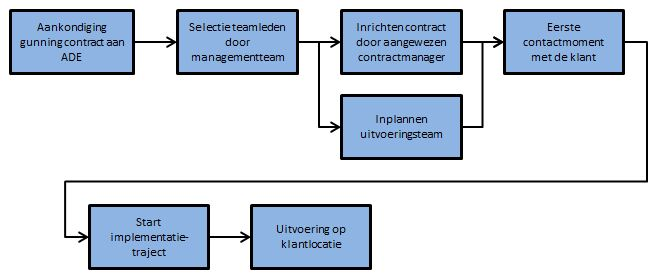 Aankondiging
gunning contract aan
ADE
Selectie teamleden
door
managementteam
Inrichten contract
door aangewezen
contractmanager
Eerste
contactmoment
met de klant
Inplannen
uitvoeringsteam
Start
implementatie-
traject
Uitvoering op
klantlocatie